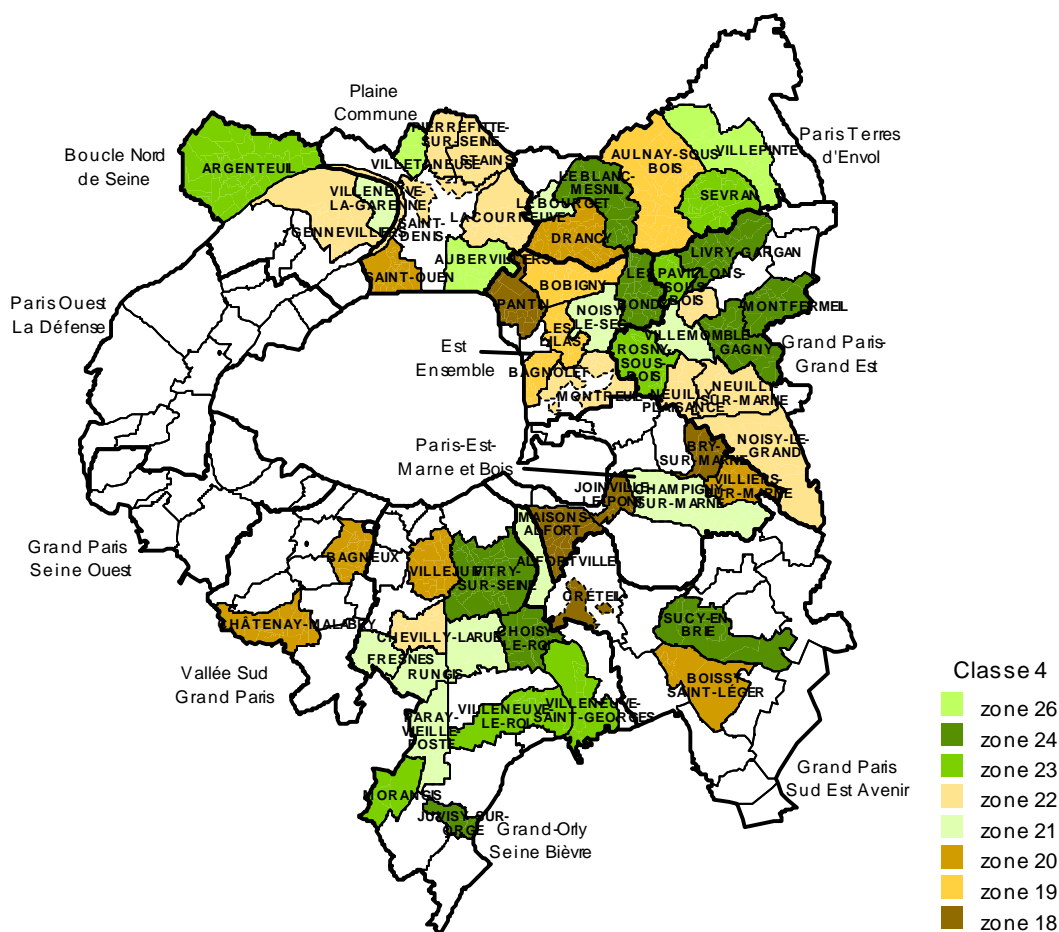 Plaine
Commune
Boucle Nord
de Seine
Paris Terres
d'Envol
Paris Ouest
La Défense
Est
Ensemble
Grand Paris-
Grand Est
Paris-Est-
Marne et Bois
Grand Paris
Seine Ouest
Vallée Sud
Grand Paris
Grand-Orly
Seine Bièvre
Grand Paris
Sud Est Avenir
PIERREFITTE-
SUR-SEINE
VILLETANEUSE
STAINS
ARGENTEUIL
VILLENEUVE-
LA-GARENNE
GENNEVILLIERS
SAINT-
DENIS
LA COURNEUVE
LE BOURGET
LE BLANC-
MESNIL
AULNAY-SOUS-
BOIS
VILLEPINTE
SEVRAN
DRANCY
AUBERVILLIERS
SAINT-OUEN
LIVRY-GARGAN
PANTIN
BOBIGNY
BONDY
LES PAVILLONS-
SOUS-
BOIS
MONTFERMEIL
NOISY-
LE-SEC
LES
LILAS
VILLEMOMBLE
GAGNY
ROSNY-
SOUS-
BOIS
BAGNOLET
MONTREUIL
NEUILLY-
PLAISANCE
NEUILLY-
SUR-MARNE
NOISY-LE-
GRAND
BRY-
SUR-MARNE
VILLIERS-
SUR-MARNE
JOINVILLE-
LE-PONT
CHAMPIGNY-
SUR-MARNE
MAISONS-
ALFORT
ALFORTVILLE
BAGNEUX
VILLEJUIF
VITRY-
SUR-SEINE
CRÉTEIL
CHÂTENAY-MALABRY
CHEVILLY-LARUE
CHOISY-
LE-ROI
SUCY-EN-
BRIE
FRESNES
RUNGIS
BOISSY-
SAINT-LÉGER
PARAY-
VIEILLE-
POSTE
VILLENEUVE-
LE-ROI
VILLENEUVE-
SAINT-GEORGES
MORANGIS
JUVISY-SUR-
ORGE
Classe 4
zone 26
zone 24
zone 23
zone 22
zone 21
zone 20
zone 19
zone 18